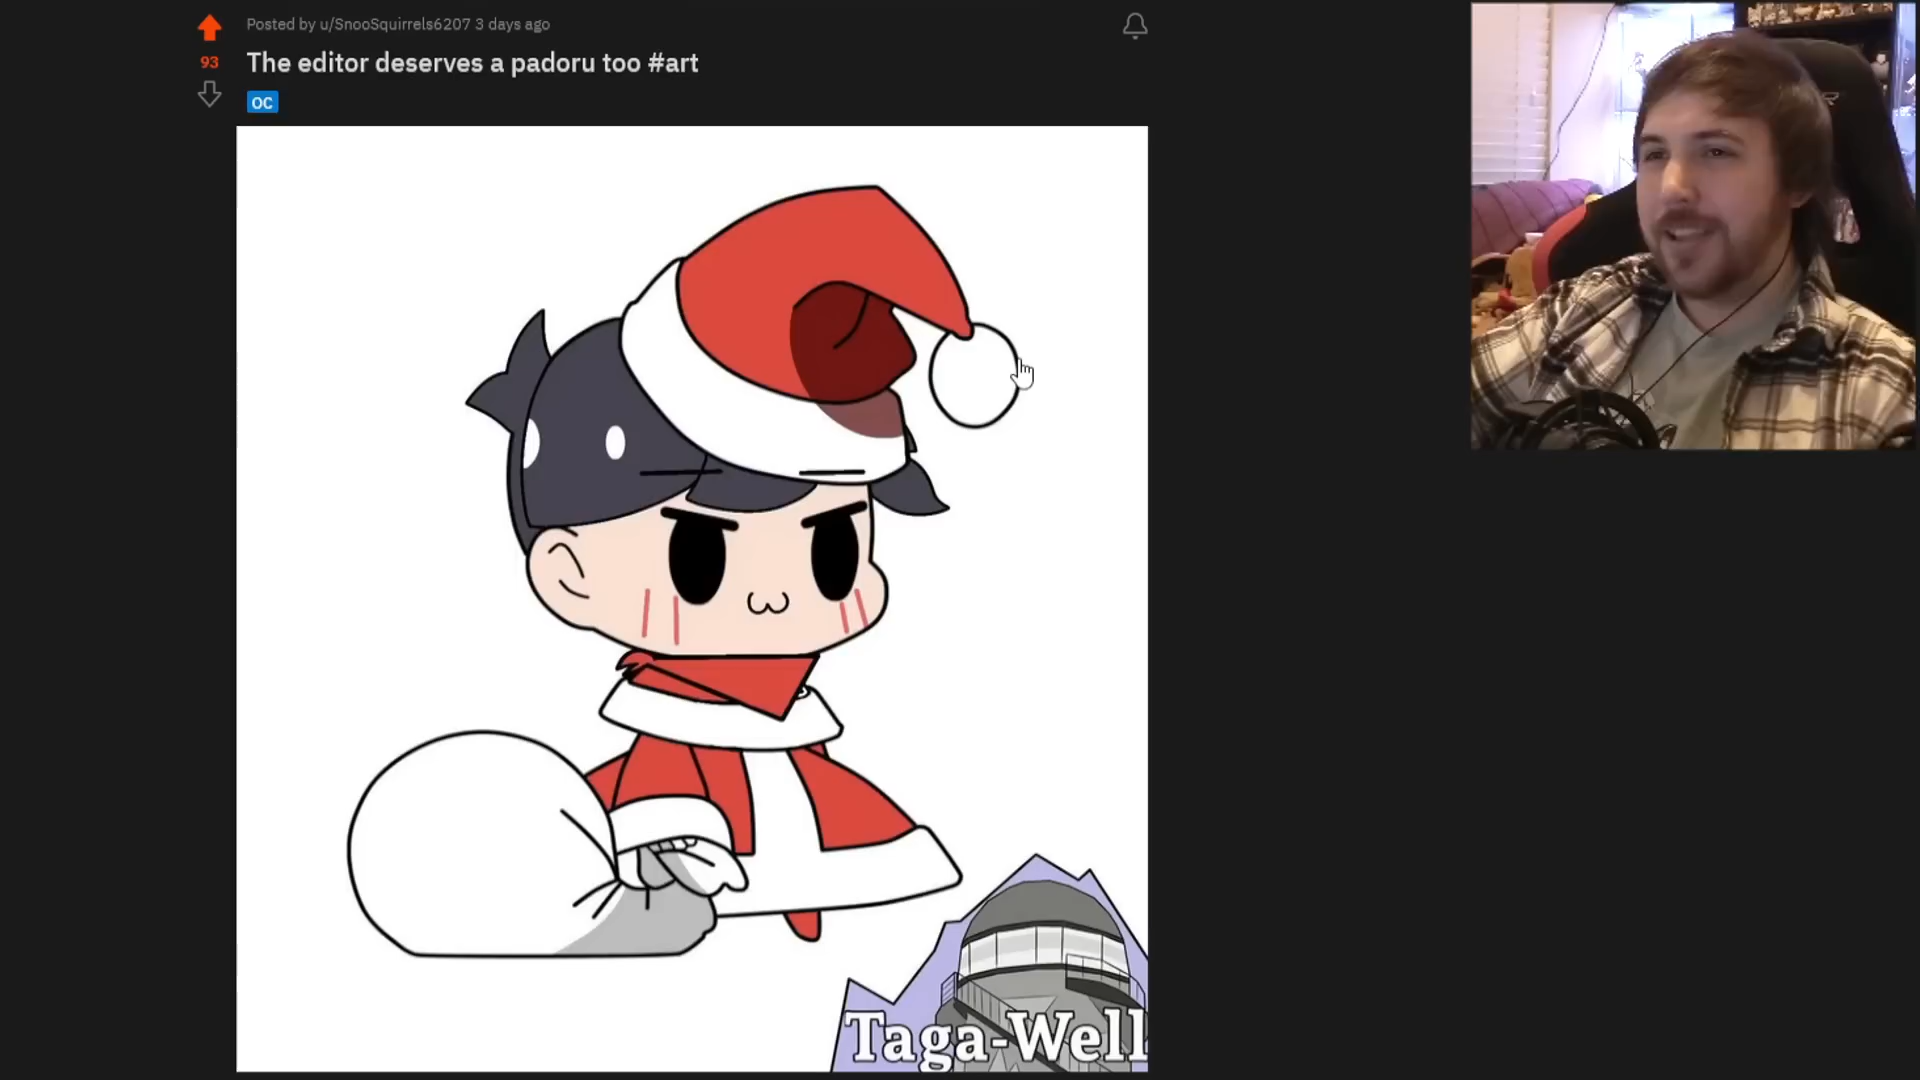 Posted by u/SnooSquirrels6207 3 days ago
93
The editor deserves a padoru too #art
OC
Taga-Well